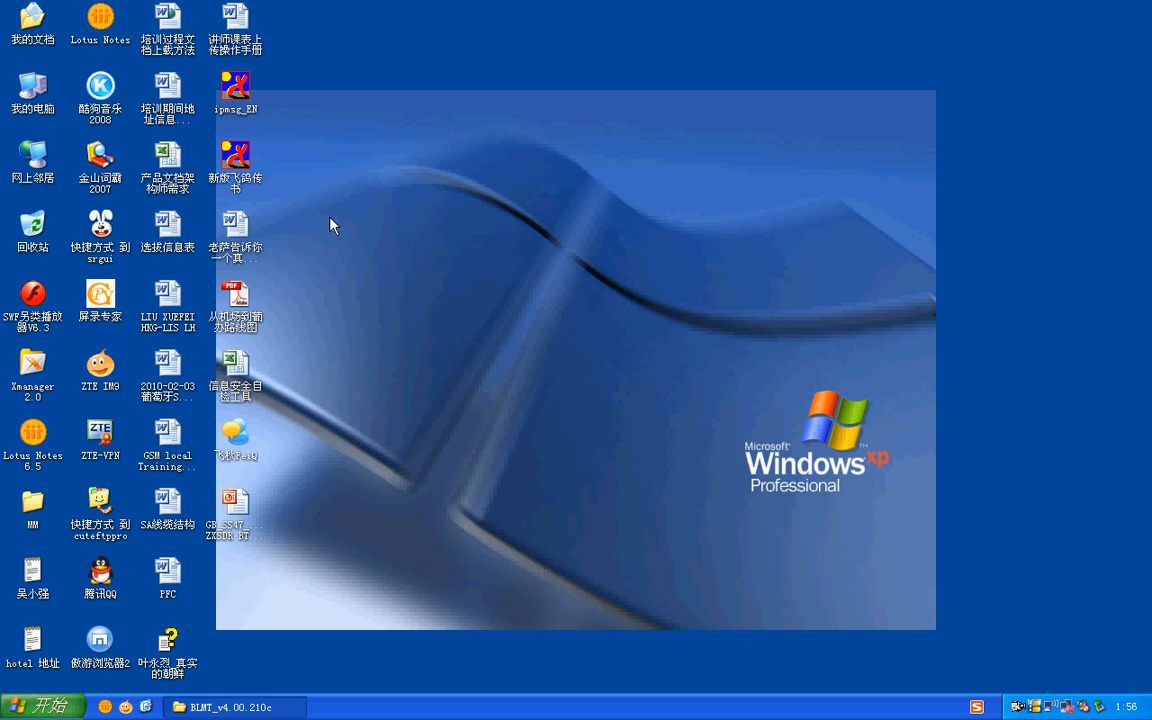 我的文档
Lotus Notes
培训过程文
档上载方法
讲师课表上
传操作手册
我的电脑
酷狗音乐
2008
培训期间地
址信息...
ipmsg_EN
网上邻居
金山词霸
2007
产品文档架
构师需求
新版飞鸽传
书
回收站
快捷方式 到
srgui
选拔信息表
老萨告诉你
一个真...
SWF另类播放
器V6.3
屏录专家
LIU XUEFEI
HKG-LIS LH
从机场到葡
办路线图
Xmanager
2.0
ZTE IM9
2010-02-03
葡萄牙S...
信息安全自
检工具
Lotus Notes
6.5
ZTE-VPN
GSM local
Training...
飞秋FeiQ
MM
快捷方式 到
cuteftppro
SA线缆结构
GB_SS47_...
ZXSDR BT...
吴小强
腾讯QQ
PFC
hotel 地址
傲游浏览器2
叶永烈_真实
的朝鲜
Microsoft
Windows xp
Professional
开始
BLMT_v4.00.210c
1:56